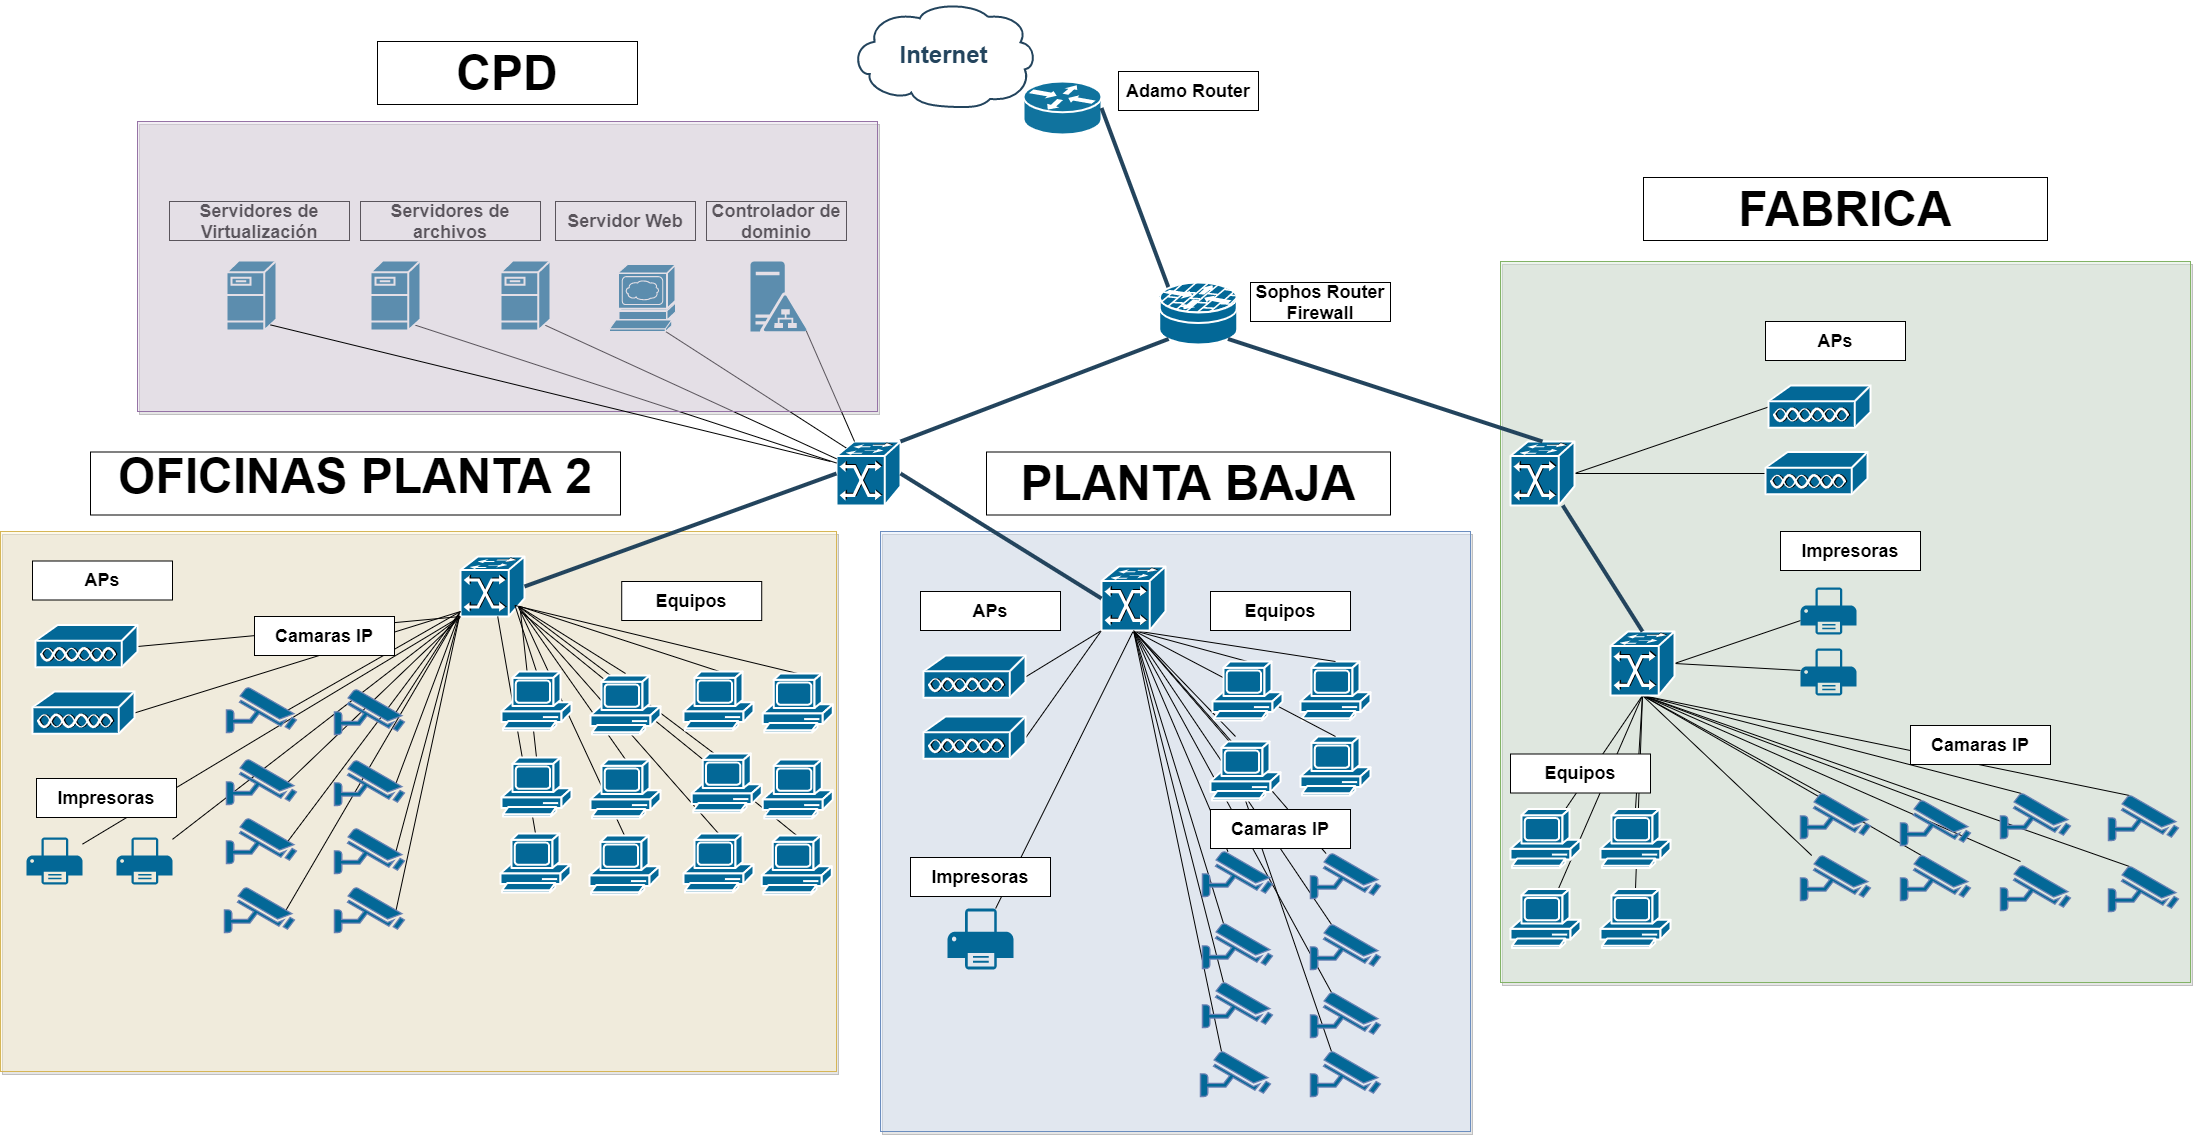 Internet
CPD
Adamo Router
FABRICA
Servidores de
Virtualización
Servidores de
archivos
Servidor Web
Controlador de
dominio
Sophos Router
Firewall
APs
OFICINAS PLANTA 2
PLANTA BAJA
Impresoras
APs
Camaras IP
Equipos
APs
Equipos
Camaras IP
Equipos
Impresoras
Camaras IP
Impresoras